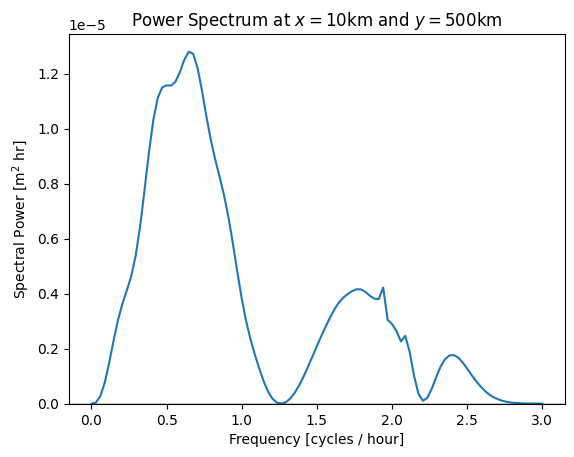 Power Spectrum at x = 10km and y = 500km
1e−5
1.2
1.0
0.8
0.6
0.4
0.2
0.0
Spectral Power [m² hr]
0.0 0.5 1.0 1.5 2.0 2.5 3.0
Frequency [cycles / hour]